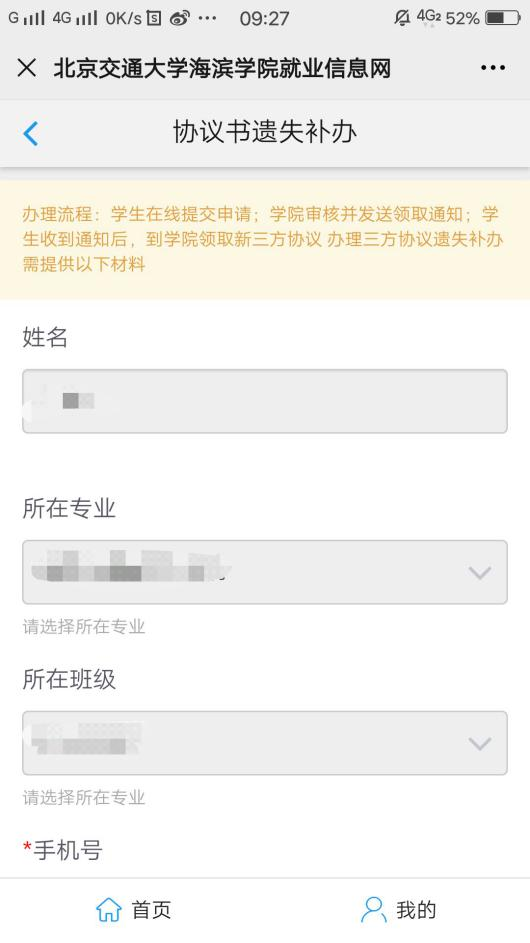 G 4G 0K/s 09:27 4G2 52%
北京交通大学海滨学院就业信息网
协议书遗失补办
办理流程：学生在线提交申请；学院审核并发送领取通知；学
生收到通知后，到学院领取新三方协议 办理三方协议遗失补办
需提供以下材料
姓名
所在专业
请选择所在专业
所在班级
请选择所在专业
*手机号
首页 我的